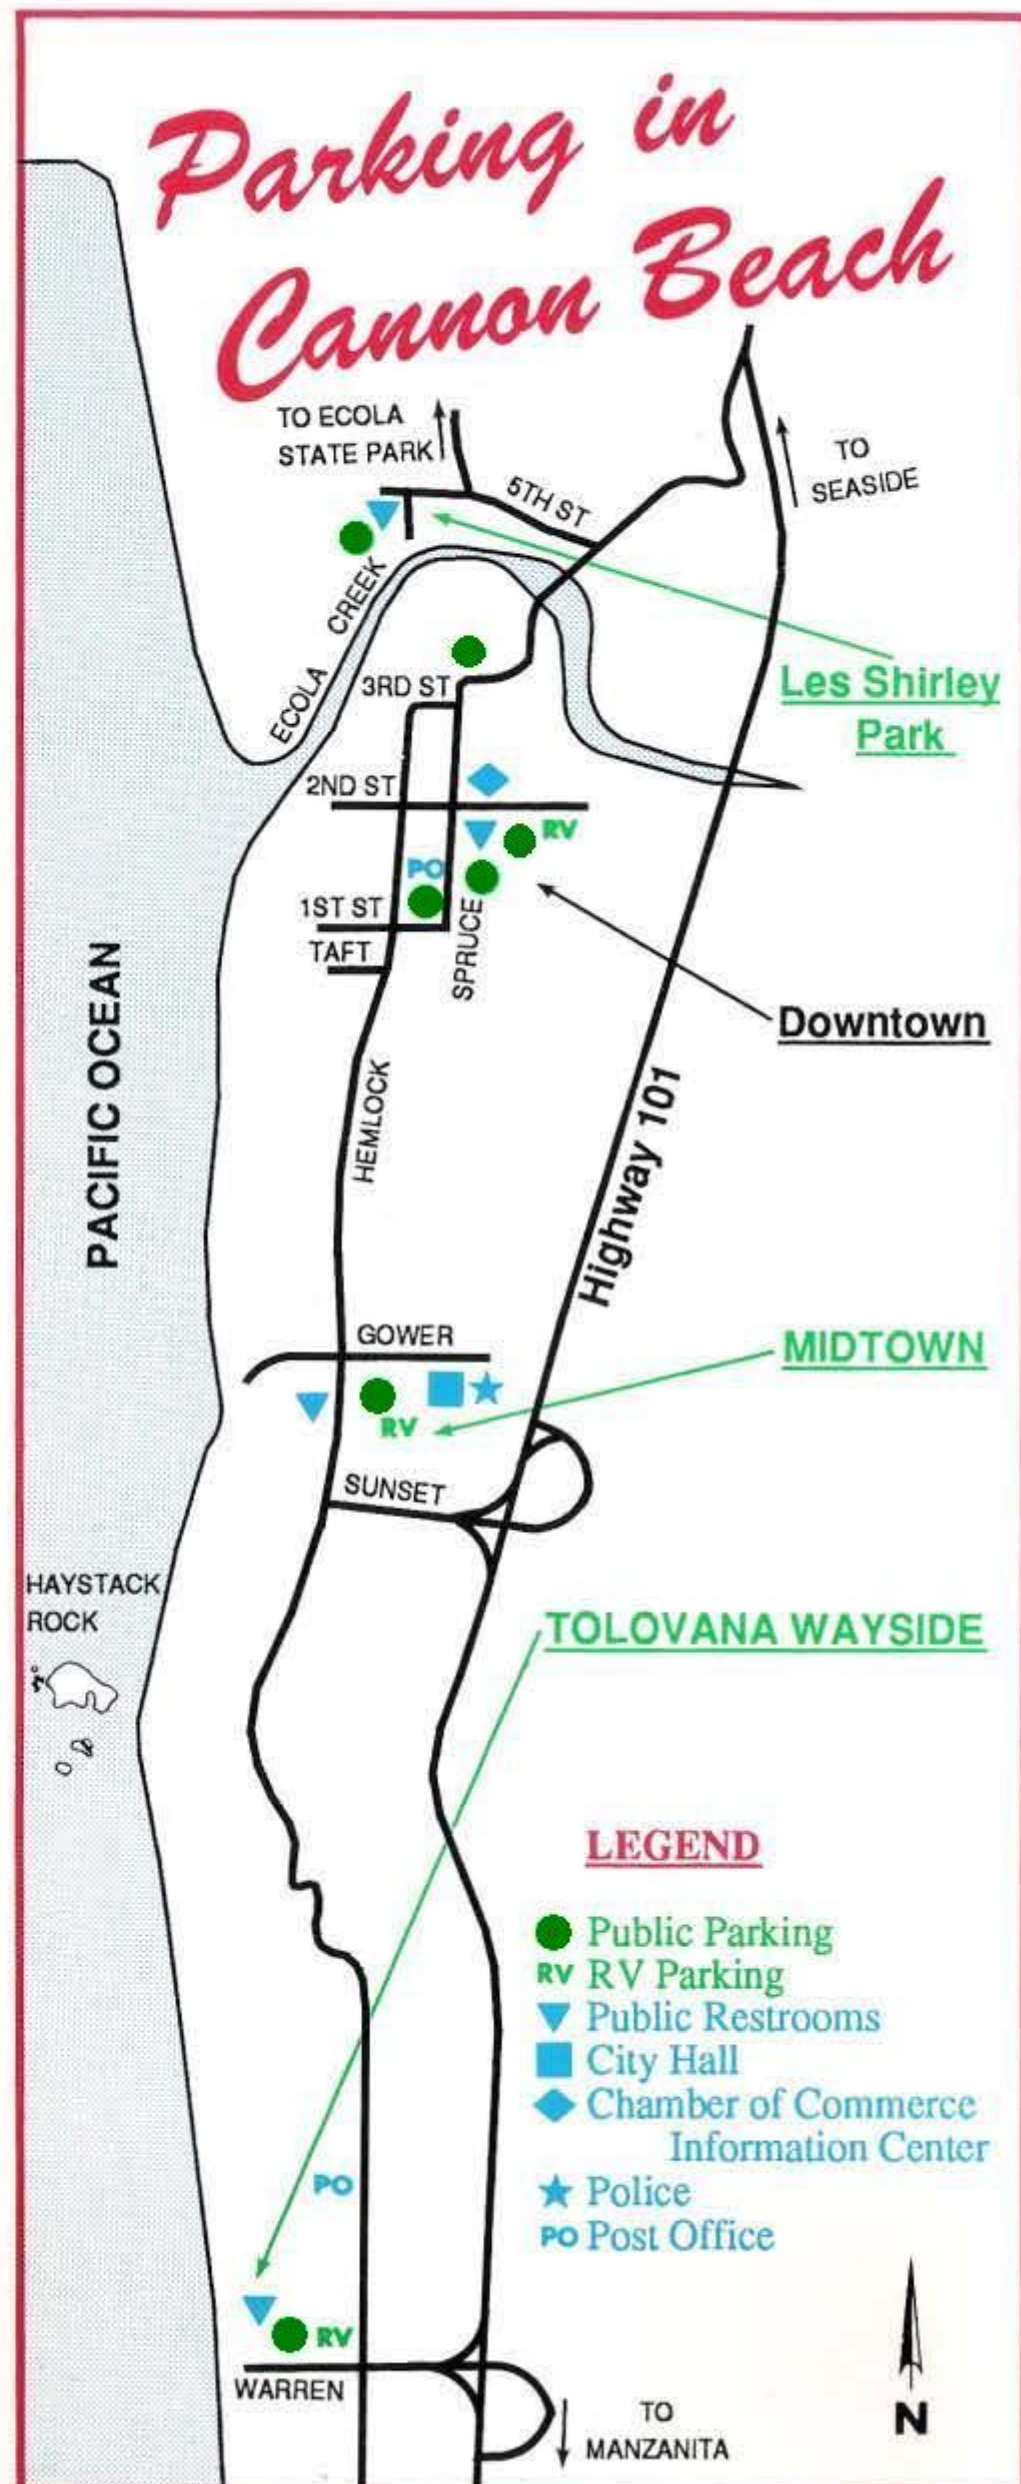 Parking in
Cannon Beach
TO ECOLA
STATE PARK
TO
SEASIDE
5TH ST
ECOLA CREEK
Les Shirley
Park
3RD ST
2ND ST
RV
PO
1ST ST
SPRUCE
TAFT
Downtown
PACIFIC OCEAN
HEMLOCK
Highway 101
GOWER
MIDTOWN
RV
SUNSET
HAYSTACK
ROCK
TOLOVANA WAYSIDE
LEGEND
Public Parking
RV RV Parking
Public Restrooms
City Hall
Chamber of Commerce
Information Center
Police
PO Post Office
PO
RV
WARREN
TO
MANZANITA
N